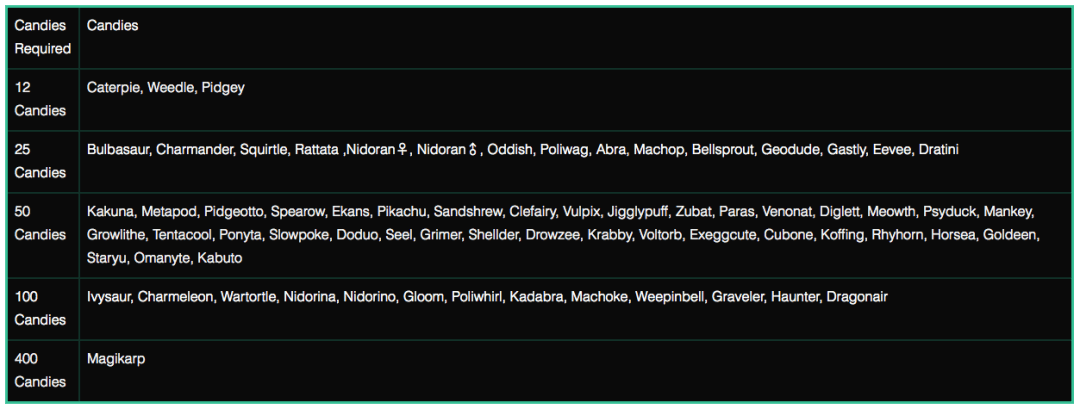 Candies Candies
Required
12 Caterpie, Weedle, Pidgey
Candies
25 Bulbasaur, Charmander, Squirtle, Rattata ,Nidoran♀, Nidoran♂, Oddish, Poliwag, Abra, Machop, Bellsprout, Geodude, Gastly, Eevee, Dratini
Candies
50 Kakuna, Metapod, Pidgeotto, Spearow, Ekans, Pikachu, Sandshrew, Clefairy, Vulpix, Jigglypuff, Zubat, Paras, Venonat, Diglett, Meowth, Psyduck, Mankey,
Candies Growlithe, Tentacool, Ponyta, Slowpoke, Doduo, Seel, Grimer, Shellder, Drowzee, Krabby, Voltorb, Exeggcute, Cubone, Koffing, Rhyhorn, Horsea, Goldeen,
Staryu, Omanyte, Kabuto
100 Ivysaur, Charmeleon, Wartortle, Nidorina, Nidorino, Gloom, Poliwhirl, Kadabra, Machoke, Weepinbell, Graveler, Haunter, Dragonair
Candies
400 Magikarp
Candies